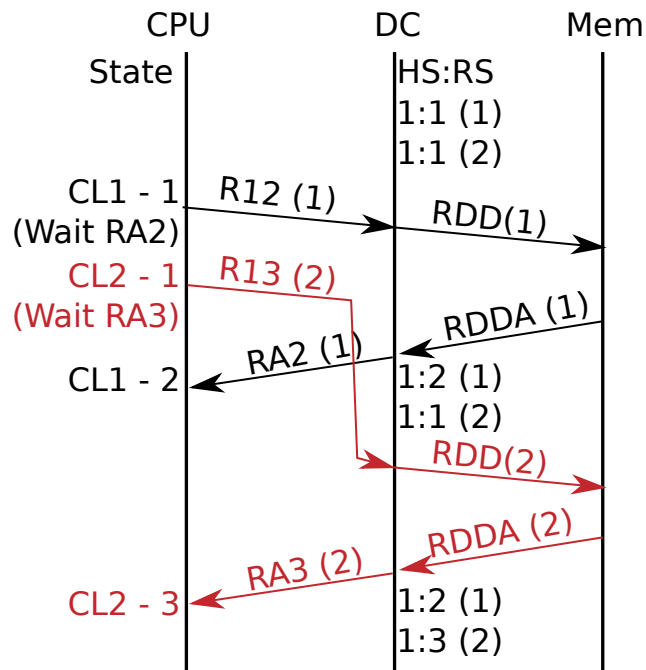 CPU DC Mem
State HS:RS
1:1 (1)
1:1 (2)
CL1 - 1 R12 (1) RDD(1)
(Wait RA2)
CL2 - 1 R13 (2)
(Wait RA3)
RDDA (1)
RA2 (1)
CL1 - 2 1:2 (1)
1:1 (2)
RDD(2)
RDDA (2)
RA3 (2)
CL2 - 3 1:2 (1)
1:3 (2)